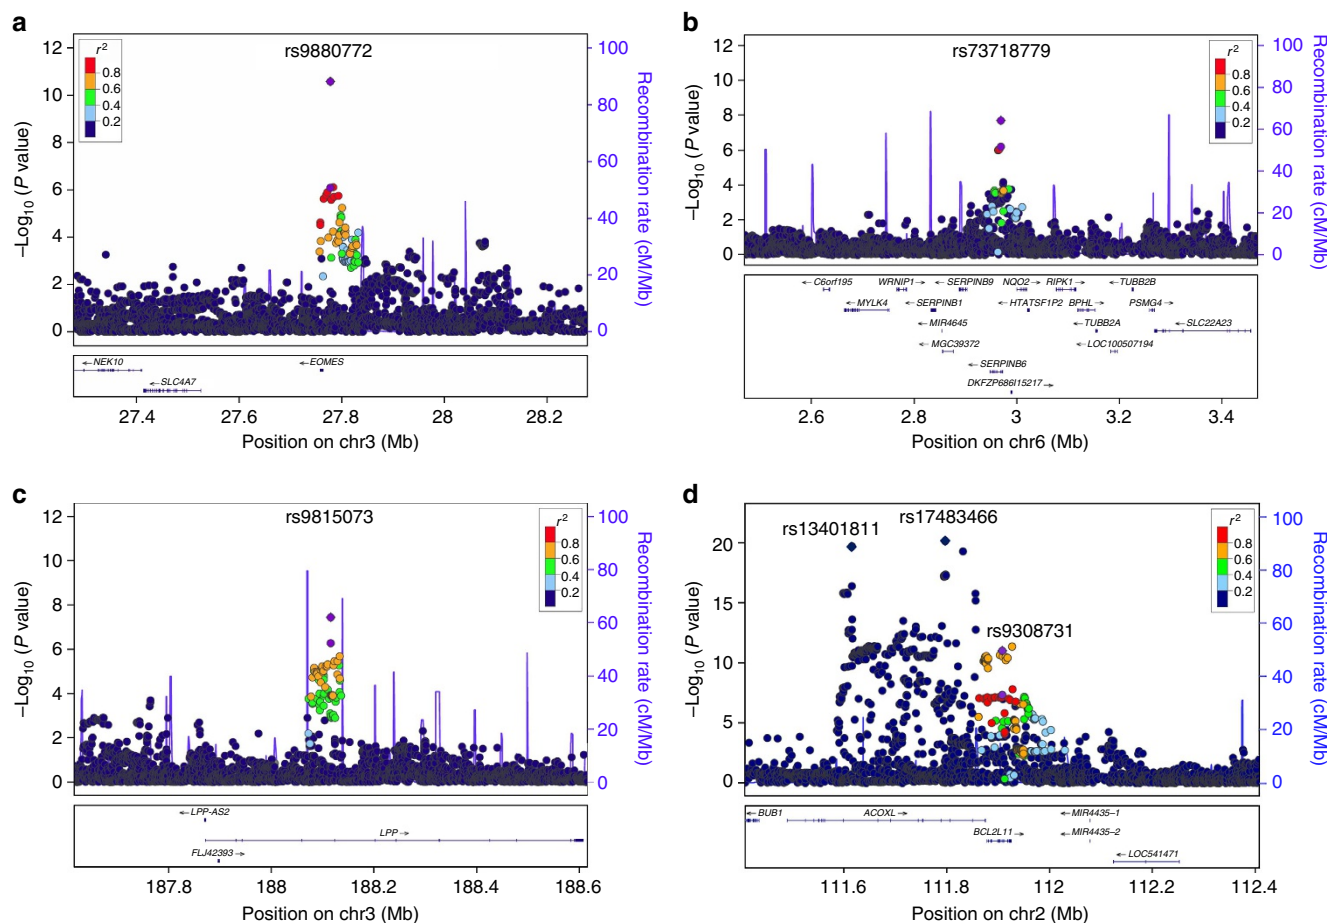 a
rs9880772
r²
0.8
0.6
0.4
0.2
12
10
8
6
4
2
0
100
80
60
40
20
0
–Log10 (P value)
Recombination rate (cM/Mb)
←NEK10
←EOMES
←SLC4A7
27.4
27.6
27.8
28
28.2
Position on chr3 (Mb)
b
rs73718779
r²
0.8
0.6
0.4
0.2
12
10
8
6
4
2
0
100
80
60
40
20
0
–Log10 (P value)
Recombination rate (cM/Mb)
←C6orf195
WRNIP1→
←SERPINB9
NQO2→
RIPK1→
←TUBB2B
←MYLK4
←SERPINB1
←HTATSF1P2
BPHL→
PSMG4→
←SLC22A23
←MIR4645
←TUBB2A
←MGC39372
←LOC100507194
←SERPINB6
DKFZP686I15217→
2.6
2.8
3
3.2
3.4
Position on chr6 (Mb)
c
rs9815073
r²
0.8
0.6
0.4
0.2
12
10
8
6
4
2
0
100
80
60
40
20
0
–Log10 (P value)
Recombination rate (cM/Mb)
←LPP-AS2
LPP→
FLJ42393→
187.8
188
188.2
188.4
188.6
Position on chr3 (Mb)
d
rs13401811
rs17483466
rs9308731
r²
0.8
0.6
0.4
0.2
20
15
10
5
0
100
80
60
40
20
0
–Log10 (P value)
Recombination rate (cM/Mb)
←BUB1
ACOXL→
←MIR4435–1
BCL2L11→
←MIR4435–2
←LOC541471
111.6
111.8
112
112.2
112.4
Position on chr2 (Mb)